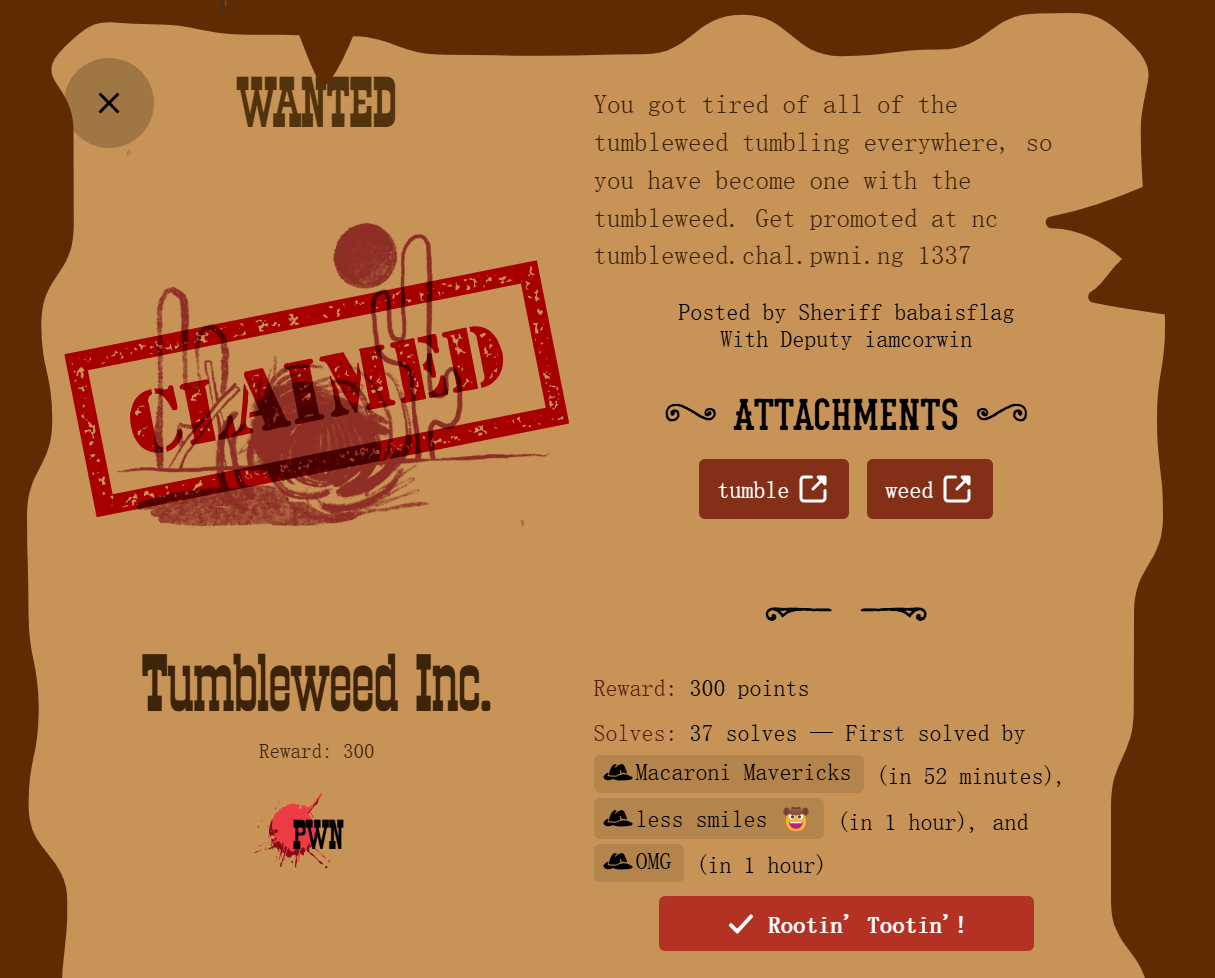 WANTED
CLAIMED
Tumbleweed Inc.
Reward: 300
PWN
You got tired of all of the
tumbleweed tumbling everywhere, so
you have become one with the
tumbleweed. Get promoted at nc
tumbleweed.chal.pwni.ng 1337
Posted by Sheriff babaisflag
With Deputy iamcorwin
ATTACHMENTS
tumble weed
Reward: 300 points
Solves: 37 solves — First solved by
Macaroni Mavericks (in 52 minutes),
less smiles 🤠 (in 1 hour), and
OMG (in 1 hour)
Rootin' Tootin'!